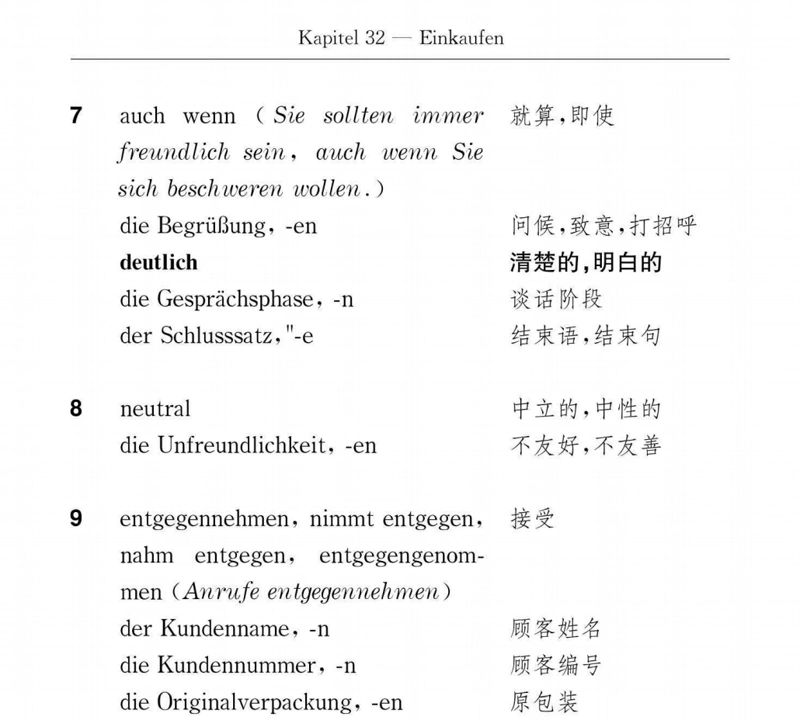 Kapitel 32 — Einkaufen
7 auch wenn (Sie sollten immer 就算,即使
freundlich sein, auch wenn Sie
sich beschweren wollen.)
die Begrüßung, -en 问候,致意,打招呼
deutlich 清楚的,明白的
die Gesprächsphase, -n 谈话阶段
der Schlusssatz, "-e 结束语,结束句
8 neutral 中立的,中性的
die Unfreundlichkeit, -en 不友好,不友善
9 entgegennehmen, nimmt entgegen, 接受
nahm entgegen, entgegengenom-
men (Anrufe entgegennehmen)
der Kundenname, -n 顾客姓名
die Kundennummer, -n 顾客编号
die Originalverpackung, -en 原包装